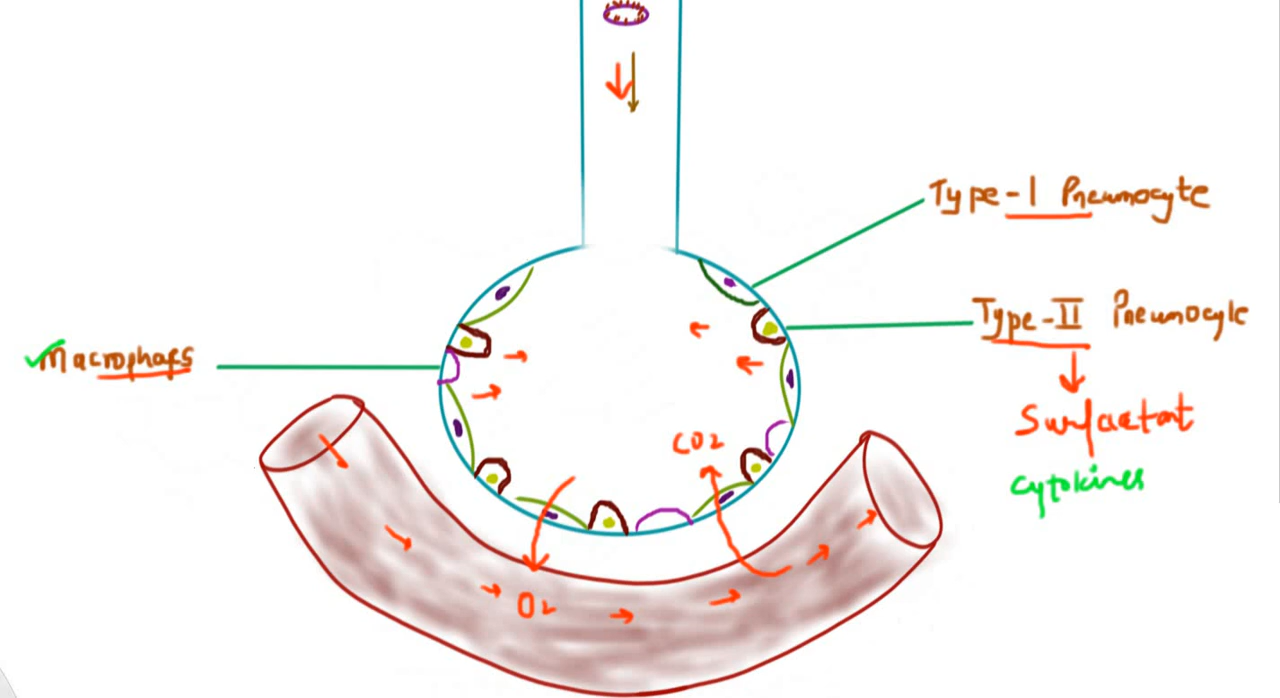 Type-I Pneumocyte
Type-II Pneumocyte
Macrophags
Surfactant
CO2
Cytokines
O2